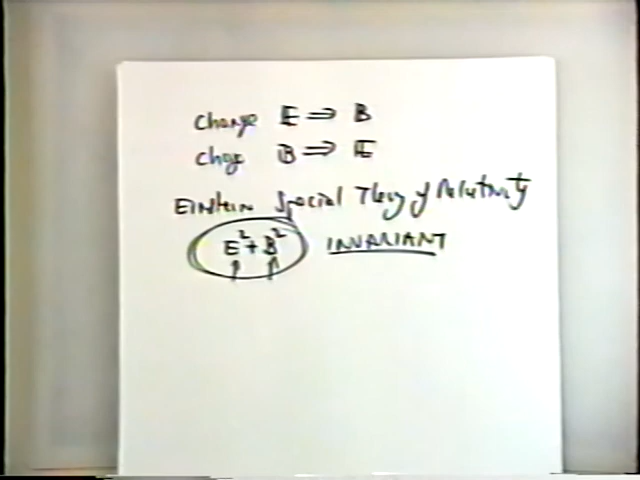 change E ⇒ B
chge B ⇒ E
Einstein Special Theory of Relativity
E² + B² INVARIANT